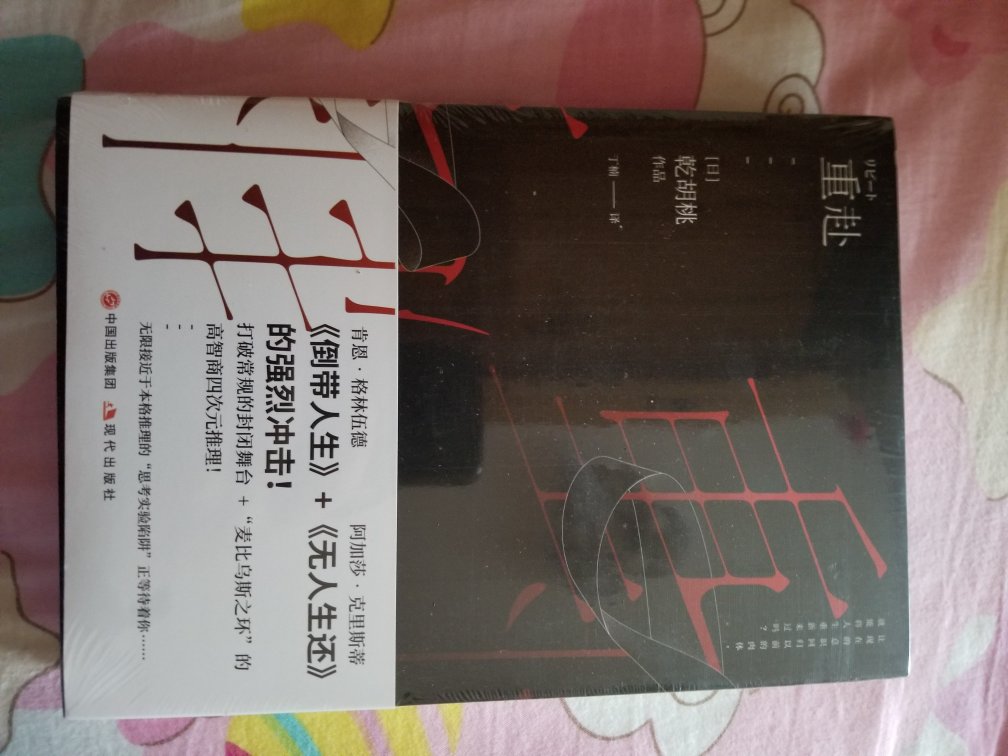 リピート
重赴
[日]
乾胡桃
作品
丁楠——译
重
肯恩·格林伍德 阿加莎·克里斯蒂
《倒带人生》+《无人生还》
的强烈冲击！
打破常规的封闭舞台 + “麦比乌斯之环”的
高智商四次元推理！
无限接近于本格推理的“思考实验陷阱”正等待着你……
中国出版集团 现代出版社